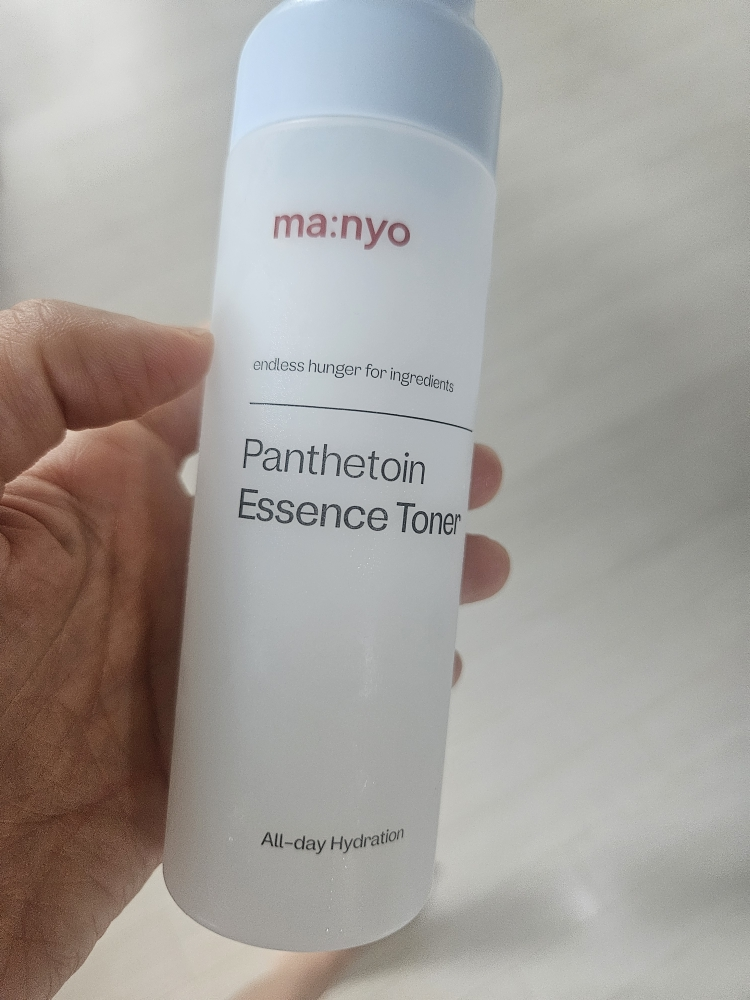 ma:nyo
endless hunger for ingredients
Panthetoin
Essence Toner
All-day Hydration